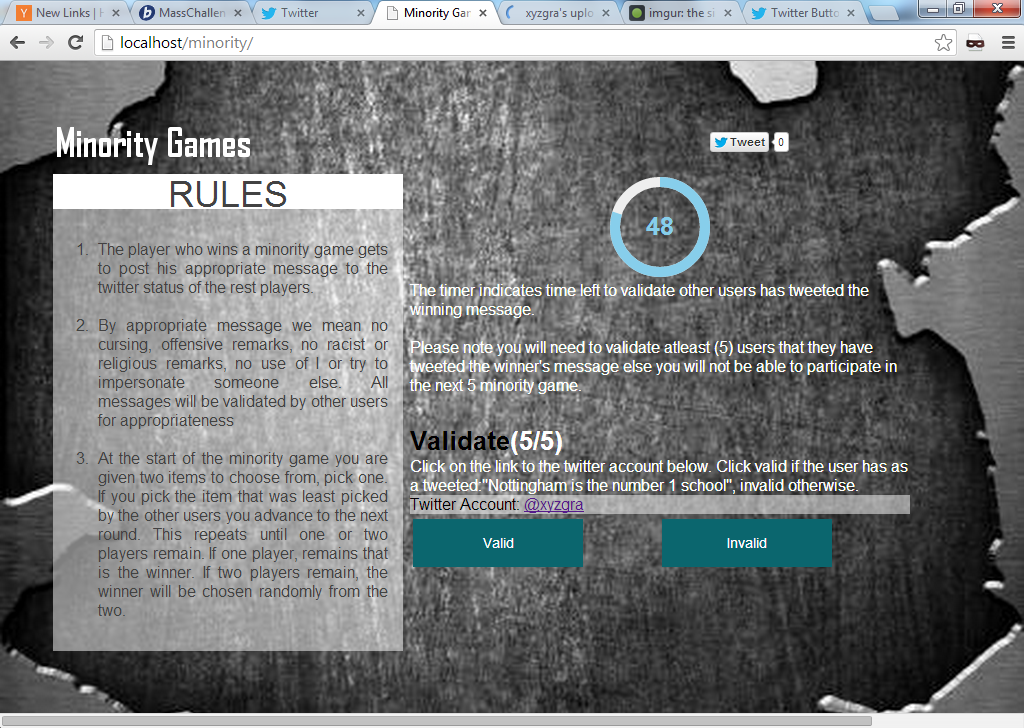 New Links | H
MassChallen
Twitter
Minority Gar
xyzgra's uplo
imgur: the si
Twitter Butto
localhost/minority/
Minority Games
Tweet 0
RULES
48
1. The player who wins a minority game gets
to post his appropriate message to the
twitter status of the rest players.
2. By appropriate message we mean no
cursing, offensive remarks, no racist or
religious remarks, no use of I or try to
impersonate someone else. All
messages will be validated by other users
for appropriateness
3. At the start of the minority game you are
given two items to choose from, pick one.
If you pick the item that was least picked
by the other users you advance to the next
round. This repeats until one or two
players remain. If one player, remains that
is the winner. If two players remain, the
winner will be chosen randomly from the
two.
The timer indicates time left to validate other users has tweeted the
winning message.
Please note you will need to validate atleast (5) users that they have
tweeted the winner's message else you will not be able to participate in
the next 5 minority game.
Validate(5/5)
Click on the link to the twitter account below. Click valid if the user has as
a tweeted:"Nottingham is the number 1 school", invalid otherwise.
Twitter Account: @xyzgra
Valid
Invalid